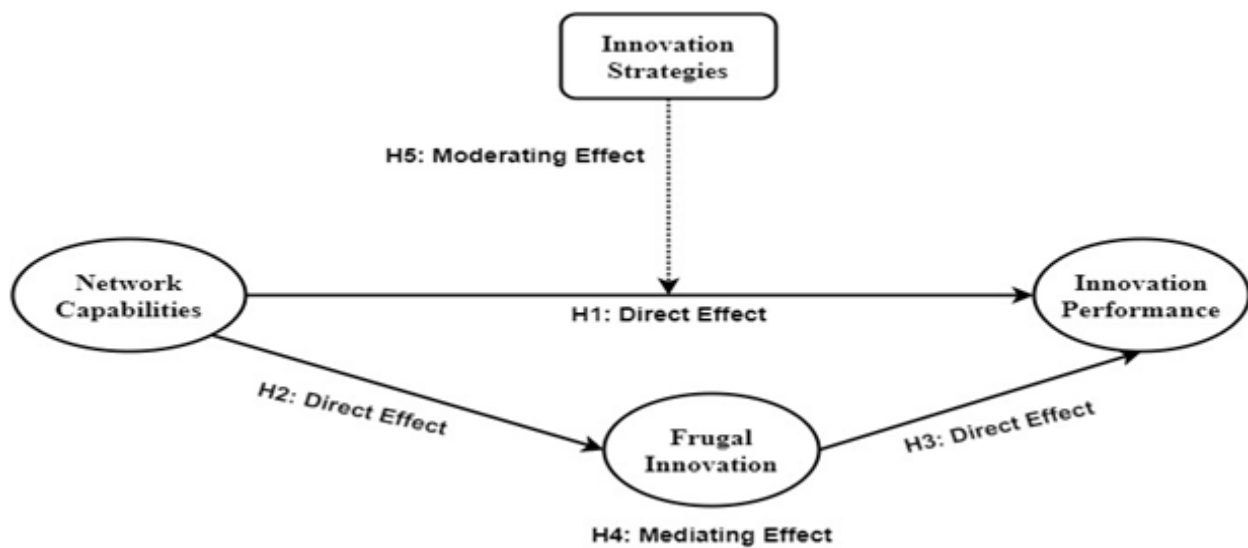 Innovation
Strategies
H5: Moderating Effect
Network
Capabilities
Innovation
Performance
H1: Direct Effect
H2: Direct Effect
H3: Direct Effect
Frugal
Innovation
H4: Mediating Effect